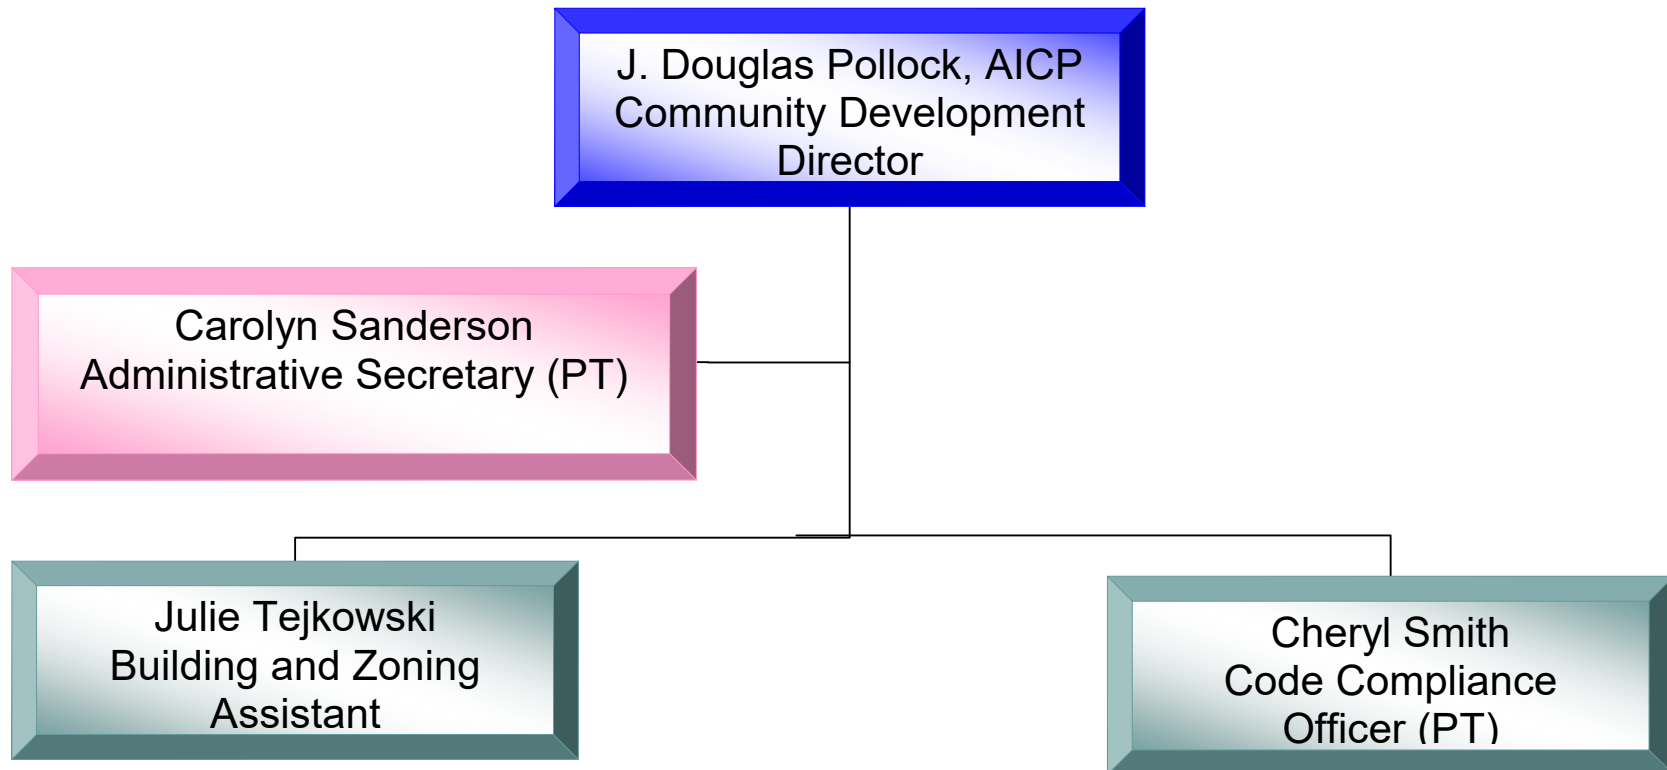 J. Douglas Pollock, AICP
Community Development
Director
Carolyn Sanderson
Administrative Secretary (PT)
Julie Tejkowski
Building and Zoning
Assistant
Cheryl Smith
Code Compliance
Officer (PT)